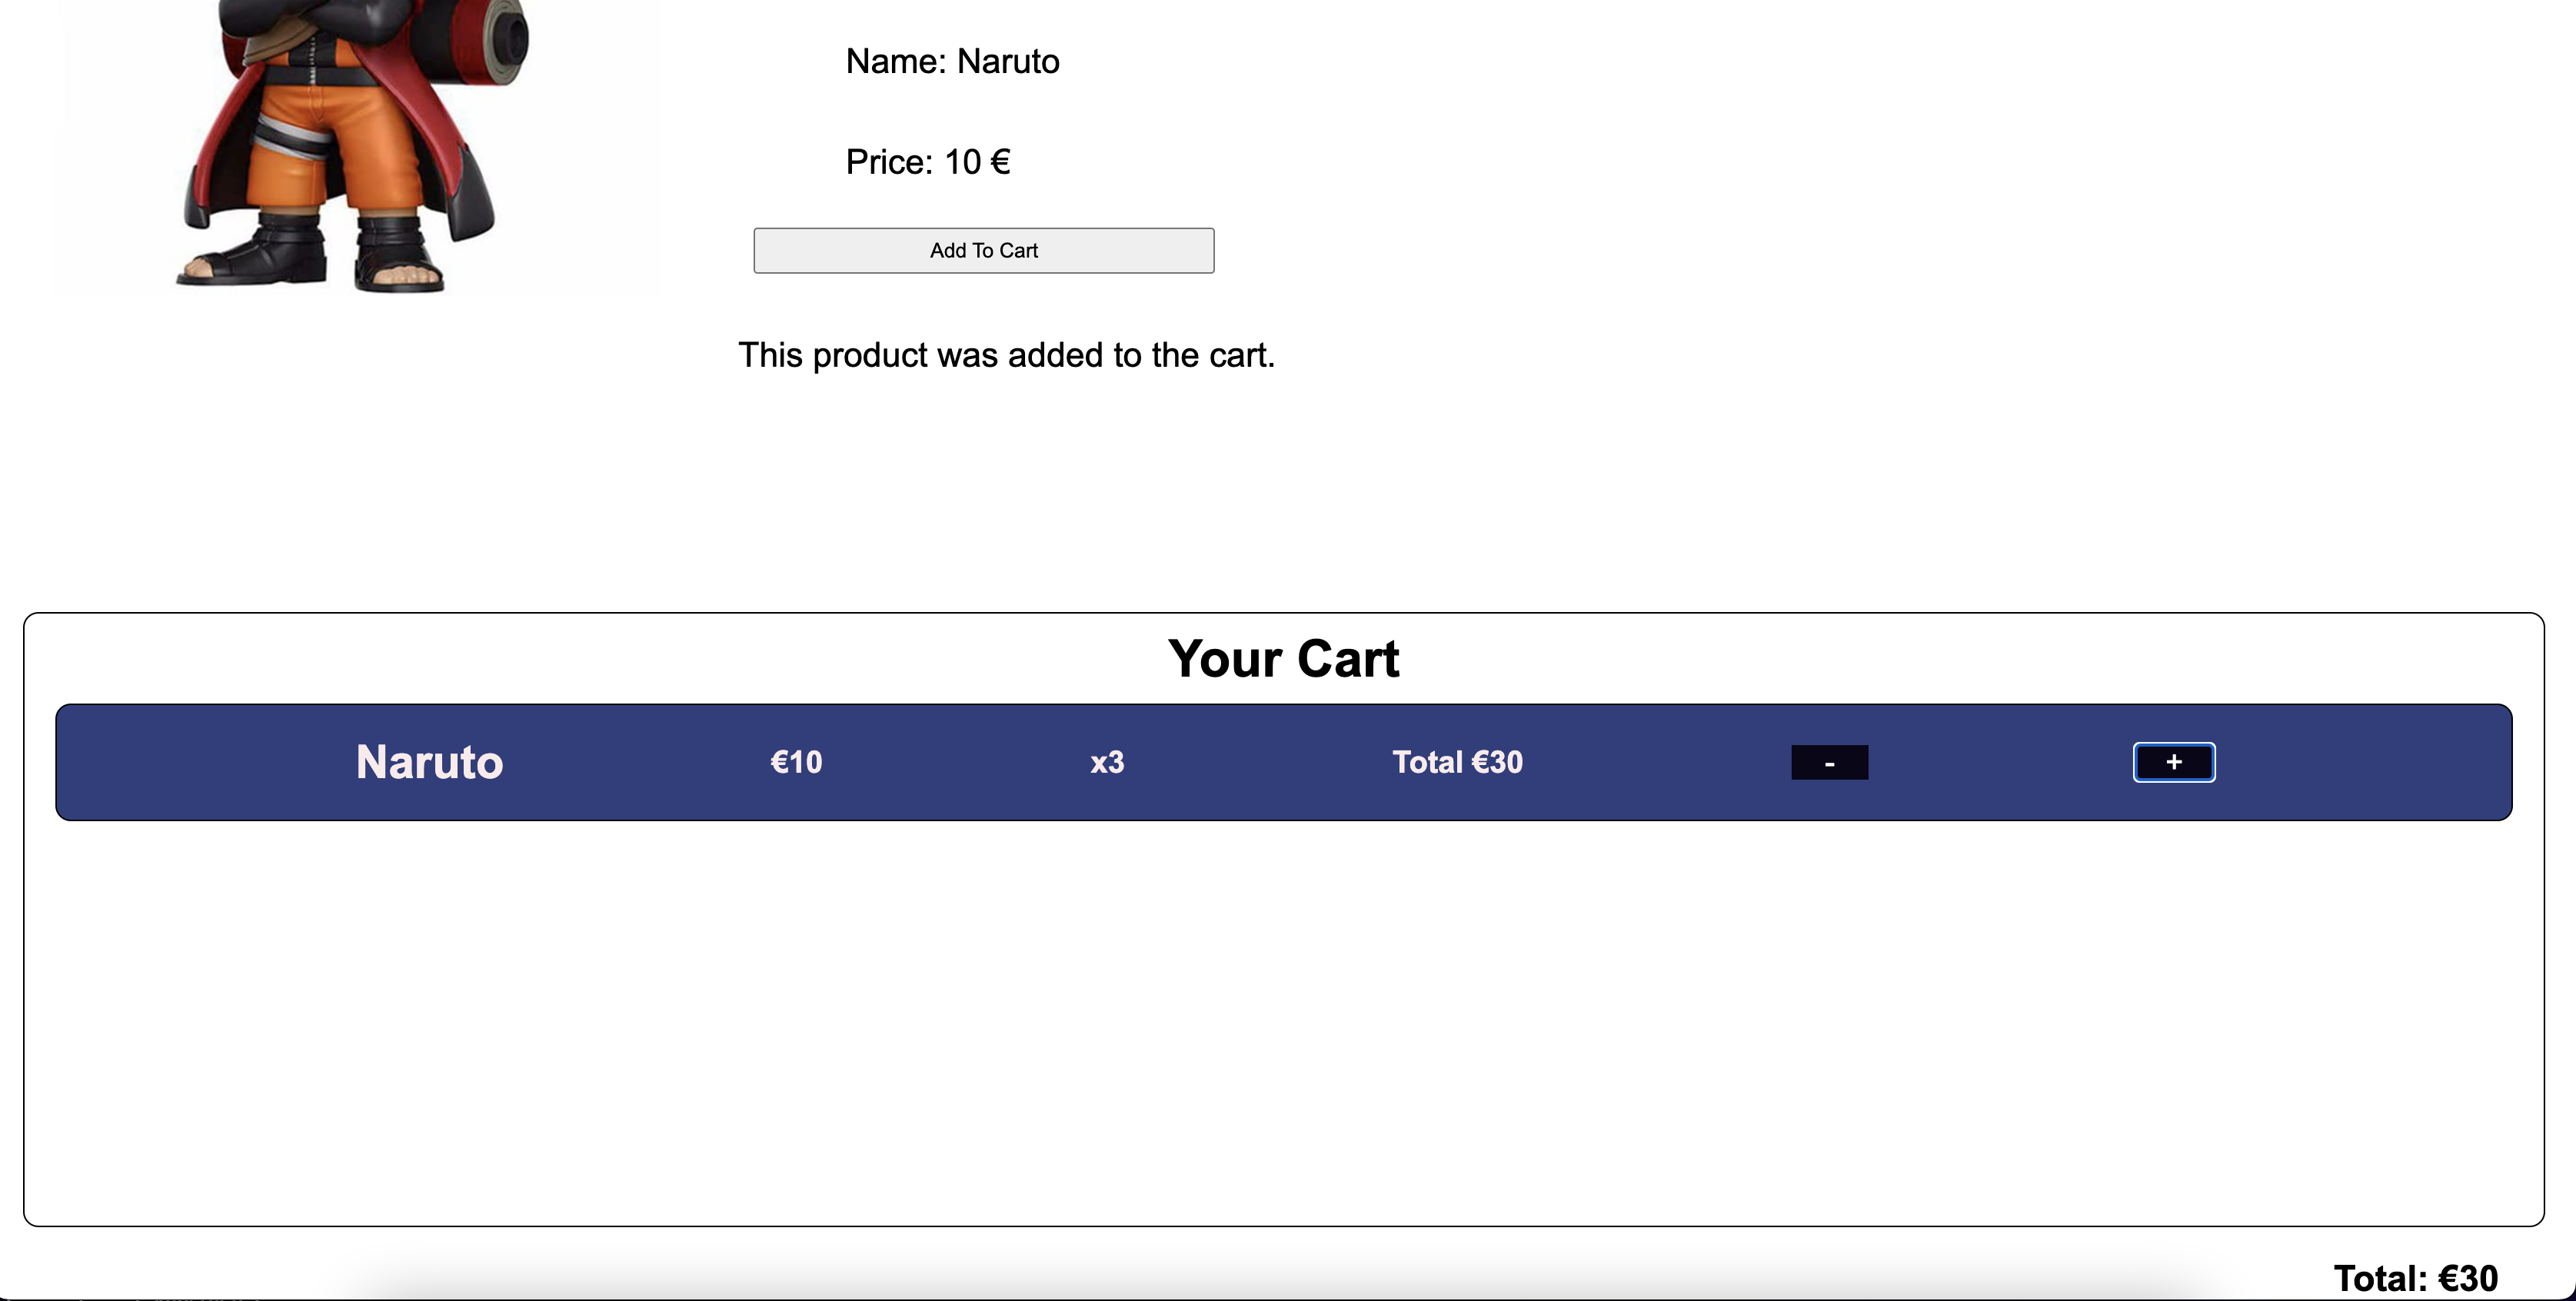 Name: Naruto
Price: 10 €
Add To Cart
This product was added to the cart.
Your Cart
Naruto €10 x3 Total €30 - +
Total: €30